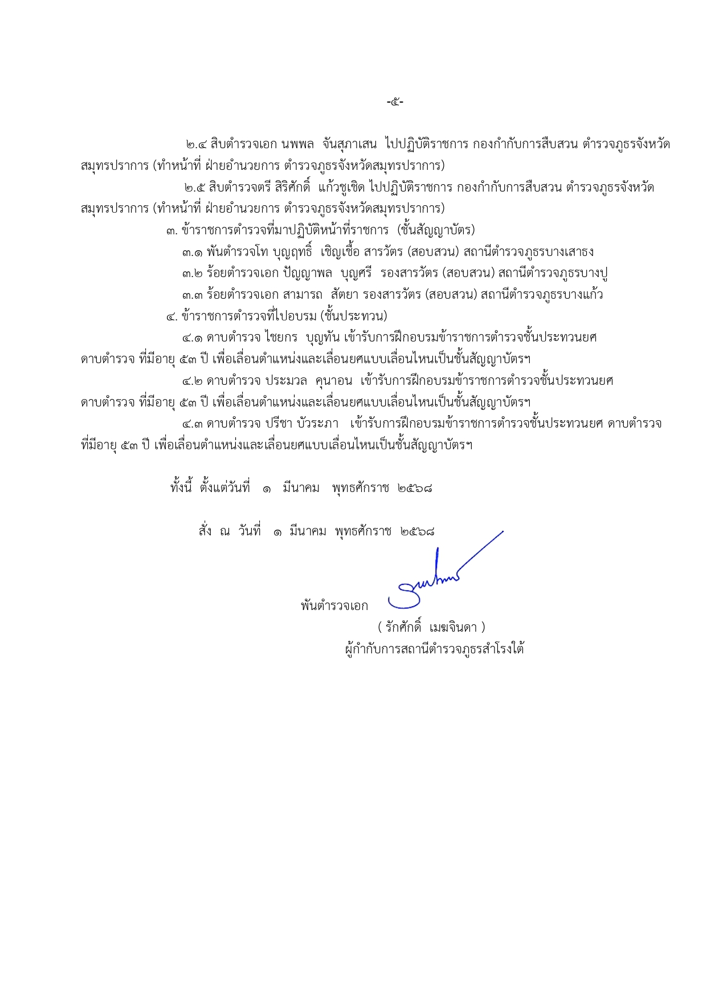 -๕-
๒.๔ สิบตำรวจเอก นพพล จันสุภาเสน ไปปฏิบัติราชการ กองกำกับการสืบสวน ตำรวจภูธรจังหวัด
สมุทรปราการ (ทำหน้าที่ ฝ่ายอำนวยการ ตำรวจภูธรจังหวัดสมุทรปราการ)
๒.๕ สิบตำรวจตรี สิริศักดิ์ แก้วชูเชิด ไปปฏิบัติราชการ กองกำกับการสืบสวน ตำรวจภูธรจังหวัด
สมุทรปราการ (ทำหน้าที่ ฝ่ายอำนวยการ ตำรวจภูธรจังหวัดสมุทรปราการ)
๓. ข้าราชการตำรวจที่มาปฏิบัติหน้าที่ราชการ (ชั้นสัญญาบัตร)
๓.๑ พันตำรวจโท บุญฤทธิ์ เชิญเชื้อ สารวัตร (สอบสวน) สถานีตำรวจภูธรบางเสาธง
๓.๒ ร้อยตำรวจเอก ปัญญาพล บุญศรี รองสารวัตร (สอบสวน) สถานีตำรวจภูธรบางปู
๓.๓ ร้อยตำรวจเอก สามารถ สัตยา รองสารวัตร (สอบสวน) สถานีตำรวจภูธรบางแก้ว
๔. ข้าราชการตำรวจที่ไปอบรม (ชั้นประทวน)
๔.๑ ดาบตำรวจ ไชยกร บุญทัน เข้ารับการฝึกอบรมข้าราชการตำรวจชั้นประทวนยศ
ดาบตำรวจ ที่มีอายุ ๕๓ ปี เพื่อเลื่อนตำแหน่งและเลื่อนยศแบบเลื่อนไหนเป็นชั้นสัญญาบัตรฯ
๔.๒ ดาบตำรวจ ประมวล คุนาอน เข้ารับการฝึกอบรมข้าราชการตำรวจชั้นประทวนยศ
ดาบตำรวจ ที่มีอายุ ๕๓ ปี เพื่อเลื่อนตำแหน่งและเลื่อนยศแบบเลื่อนไหนเป็นชั้นสัญญาบัตรฯ
๔.๓ ดาบตำรวจ ปรีชา บัวระภา เข้ารับการฝึกอบรมข้าราชการตำรวจชั้นประทวนยศ ดาบตำรวจ
ที่มีอายุ ๕๓ ปี เพื่อเลื่อนตำแหน่งและเลื่อนยศแบบเลื่อนไหนเป็นชั้นสัญญาบัตรฯ
ทั้งนี้ ตั้งแต่วันที่ ๑ มีนาคม พุทธศักราช ๒๕๖๘
สั่ง ณ วันที่ ๑ มีนาคม พุทธศักราช ๒๕๖๘
พันตำรวจเอก
( รักศักดิ์ เมฆจินดา )
ผู้กำกับการสถานีตำรวจภูธรสำโรงใต้